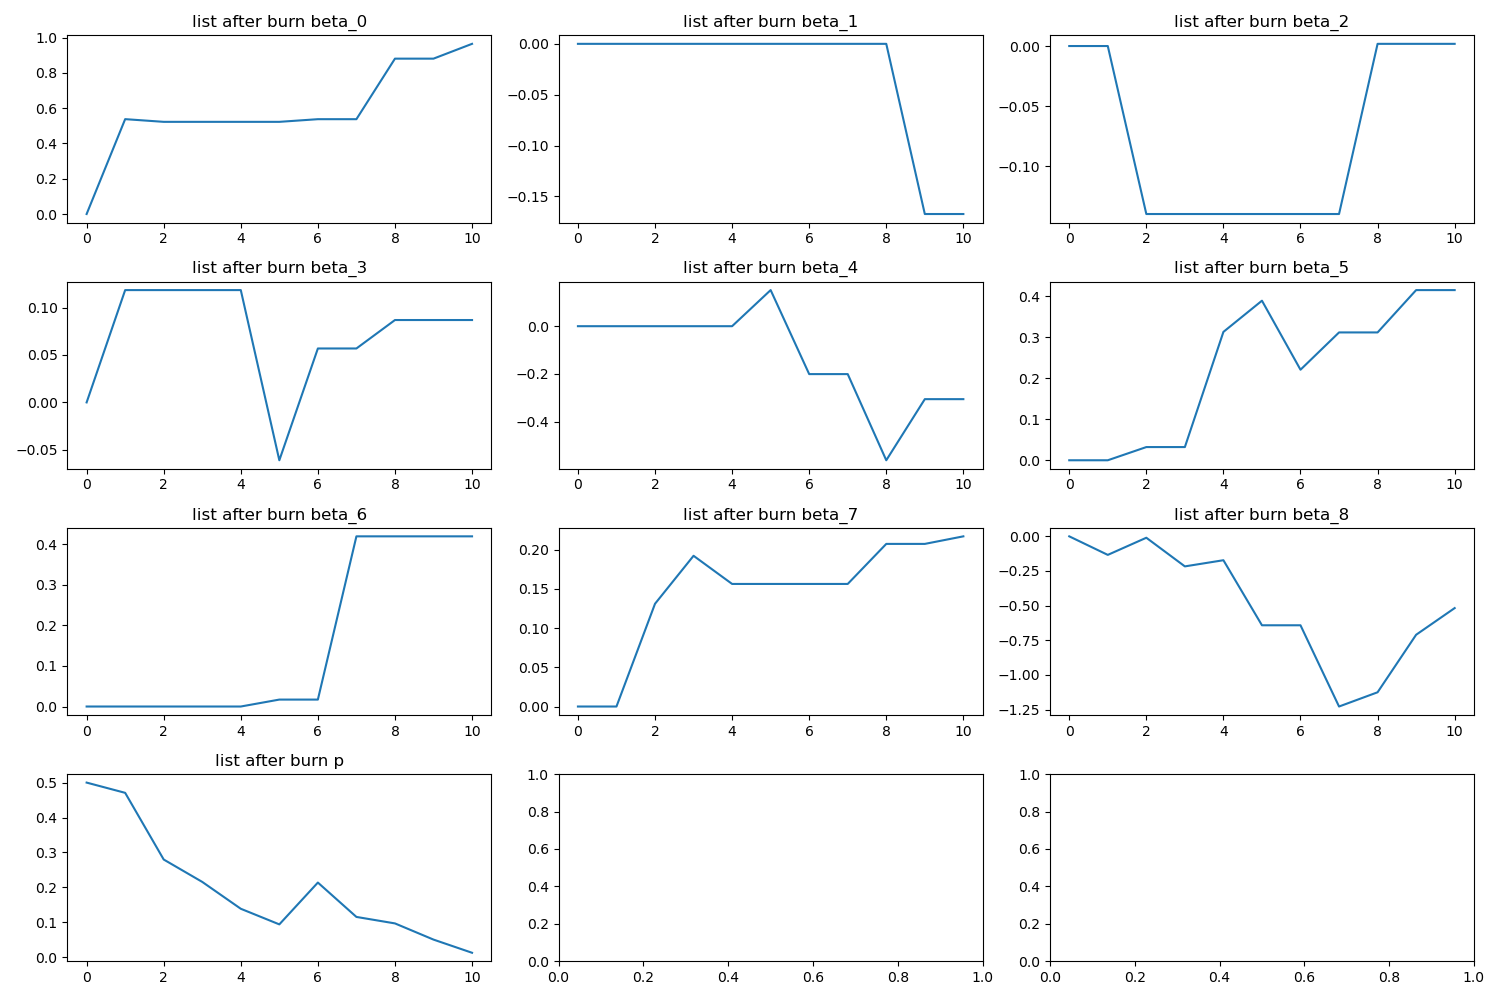 list after burn beta_0
list after burn beta_1
list after burn beta_2
1.0
0.8
0.6
0.4
0.2
0.0
0 2 4 6 8 10
0.00
−0.05
−0.10
−0.15
0 2 4 6 8 10
0.00
−0.05
−0.10
0 2 4 6 8 10
list after burn beta_3
list after burn beta_4
list after burn beta_5
0.10
0.05
0.00
−0.05
0 2 4 6 8 10
0.0
−0.2
−0.4
0 2 4 6 8 10
0.4
0.3
0.2
0.1
0.0
0 2 4 6 8 10
list after burn beta_6
list after burn beta_7
list after burn beta_8
0.4
0.3
0.2
0.1
0.0
0 2 4 6 8 10
0.20
0.15
0.10
0.05
0.00
0 2 4 6 8 10
0.00
−0.25
−0.50
−0.75
−1.00
−1.25
0 2 4 6 8 10
list after burn p
0.5
0.4
0.3
0.2
0.1
0.0
0 2 4 6 8 10
1.0
0.8
0.6
0.4
0.2
0.0
0.0 0.2 0.4 0.6 0.8 1.0
1.0
0.8
0.6
0.4
0.2
0.0
0.0 0.2 0.4 0.6 0.8 1.0